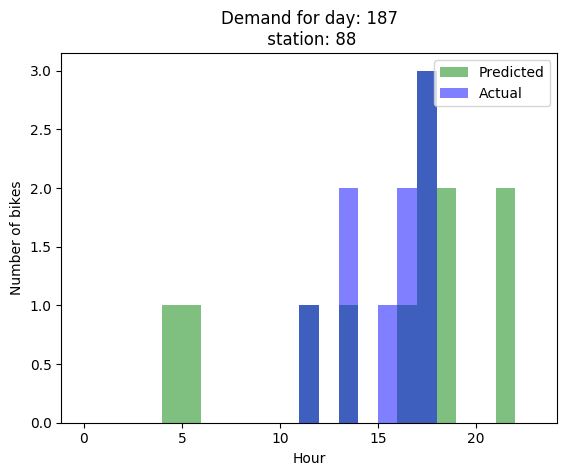 Demand for day: 187
station: 88
Predicted
Actual
Number of bikes
3.0
2.5
2.0
1.5
1.0
0.5
0.0
0 5 10 15 20
Hour